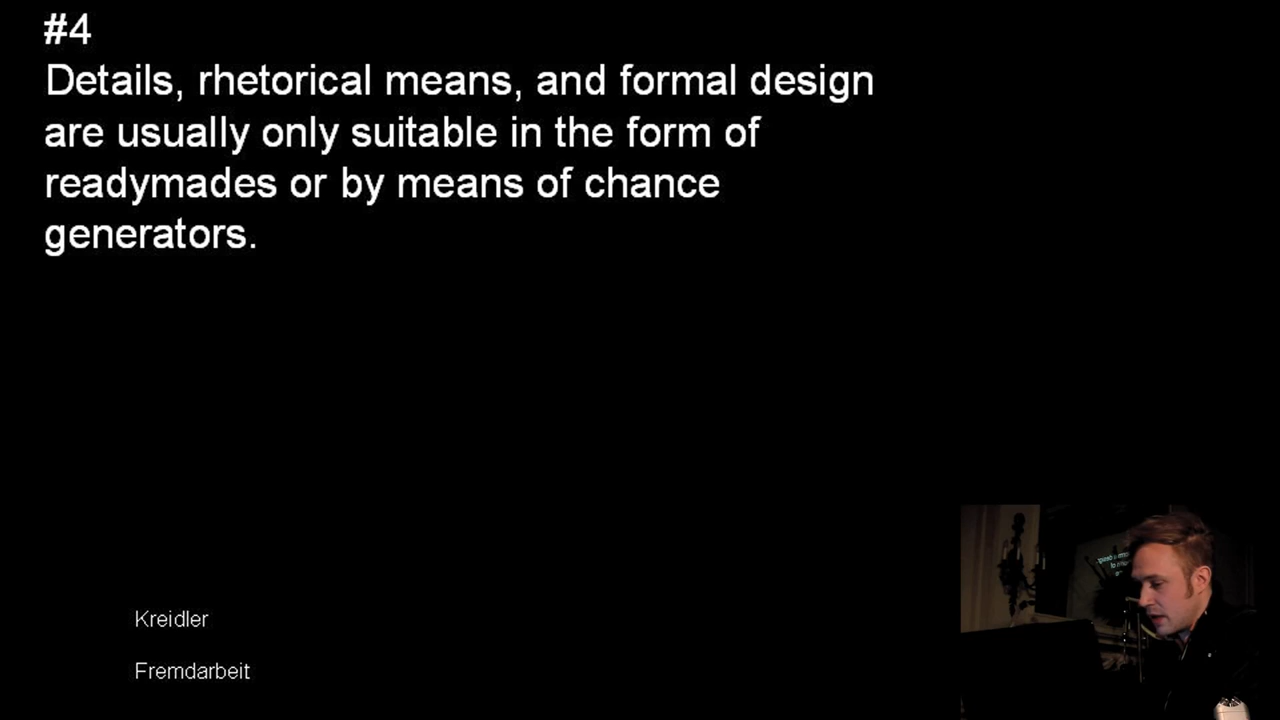 #4
Details, rhetorical means, and formal design
are usually only suitable in the form of
readymades or by means of chance
generators.
Kreidler
Fremdarbeit